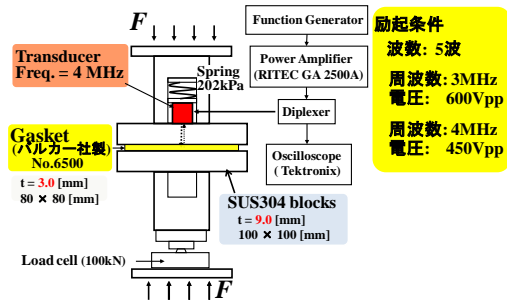 F
Function Generator
Power Amplifier
(RITEC GA 2500A)
Diplexer
Oscilloscope
( Tektronix)
励起条件
波数: 5波
周波数: 3MHz
電圧: 600Vpp
周波数: 4MHz
電圧: 450Vpp
Transducer
Freq. = 4 MHz
Spring
202kPa
Gasket
(バルカー社製)
No.6500
t = 3.0 [mm]
80 × 80 [mm]
SUS304 blocks
t = 9.0 [mm]
100 × 100 [mm]
Load cell (100kN)
F